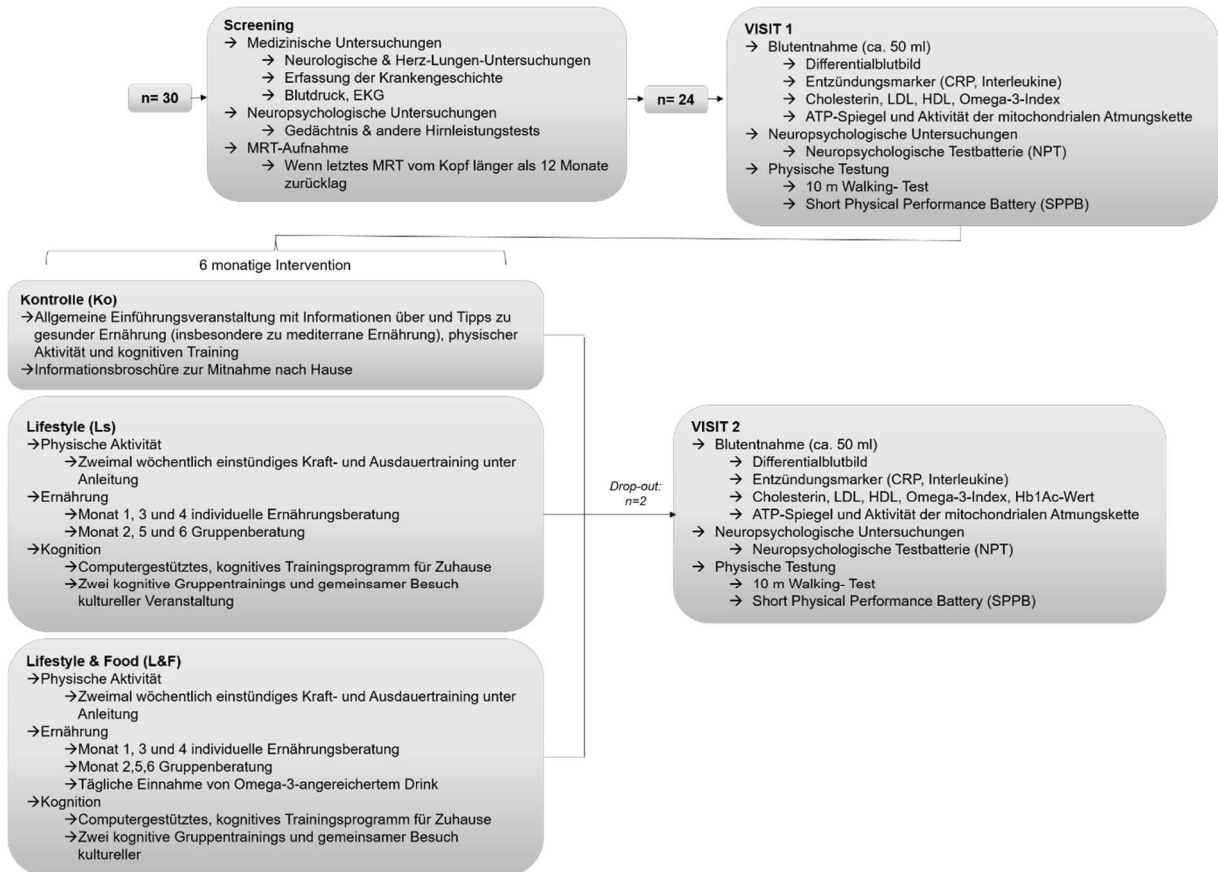 Screening
→ Medizinische Untersuchungen
→ Neurologische & Herz-Lungen-Untersuchungen
→ Erfassung der Krankengeschichte
→ Blutdruck, EKG
→ Neuropsychologische Untersuchungen
→ Gedächtnis & andere Hirnleistungstests
→ MRT-Aufnahme
→ Wenn letztes MRT vom Kopf länger als 12 Monate
zurücklag
n= 30
n= 24
VISIT 1
→ Blutentnahme (ca. 50 ml)
→ Differentialblutbild
→ Entzündungsmarker (CRP, Interleukine)
→ Cholesterin, LDL, HDL, Omega-3-Index
→ ATP-Spiegel und Aktivität der mitochondrialen Atmungskette
→ Neuropsychologische Untersuchungen
→ Neuropsychologische Testbatterie (NPT)
→ Physische Testung
→ 10 m Walking- Test
→ Short Physical Performance Battery (SPPB)
6 monatige Intervention
Kontrolle (Ko)
→Allgemeine Einführungsveranstaltung mit Informationen über und Tipps zu
gesunder Ernährung (insbesondere zu mediterrane Ernährung), physischer
Aktivität und kognitiven Training
→Informationsbroschüre zur Mitnahme nach Hause
Lifestyle (Ls)
→Physische Aktivität
→Zweimal wöchentlich einstündiges Kraft- und Ausdauertraining unter
Anleitung
→Ernährung
→Monat 1, 3 und 4 individuelle Ernährungsberatung
→Monat 2, 5 und 6 Gruppenberatung
→Kognition
→Computergestütztes, kognitives Trainingsprogramm für Zuhause
→Zwei kognitive Gruppentrainings und gemeinsamer Besuch
kultureller Veranstaltung
Lifestyle & Food (L&F)
→Physische Aktivität
→Zweimal wöchentlich einstündiges Kraft- und Ausdauertraining unter
Anleitung
→Ernährung
→Monat 1, 3 und 4 individuelle Ernährungsberatung
→Monat 2,5,6 Gruppenberatung
→Tägliche Einnahme von Omega-3-angereichertem Drink
→Kognition
→Computergestütztes, kognitives Trainingsprogramm für Zuhause
→Zwei kognitive Gruppentrainings und gemeinsamer Besuch
kultureller
Drop-out:
n=2
VISIT 2
→ Blutentnahme (ca. 50 ml)
→ Differentialblutbild
→ Entzündungsmarker (CRP, Interleukine)
→ Cholesterin, LDL, HDL, Omega-3-Index, Hb1Ac-Wert
→ ATP-Spiegel und Aktivität der mitochondrialen Atmungskette
→ Neuropsychologische Untersuchungen
→ Neuropsychologische Testbatterie (NPT)
→ Physische Testung
→ 10 m Walking- Test
→ Short Physical Performance Battery (SPPB)